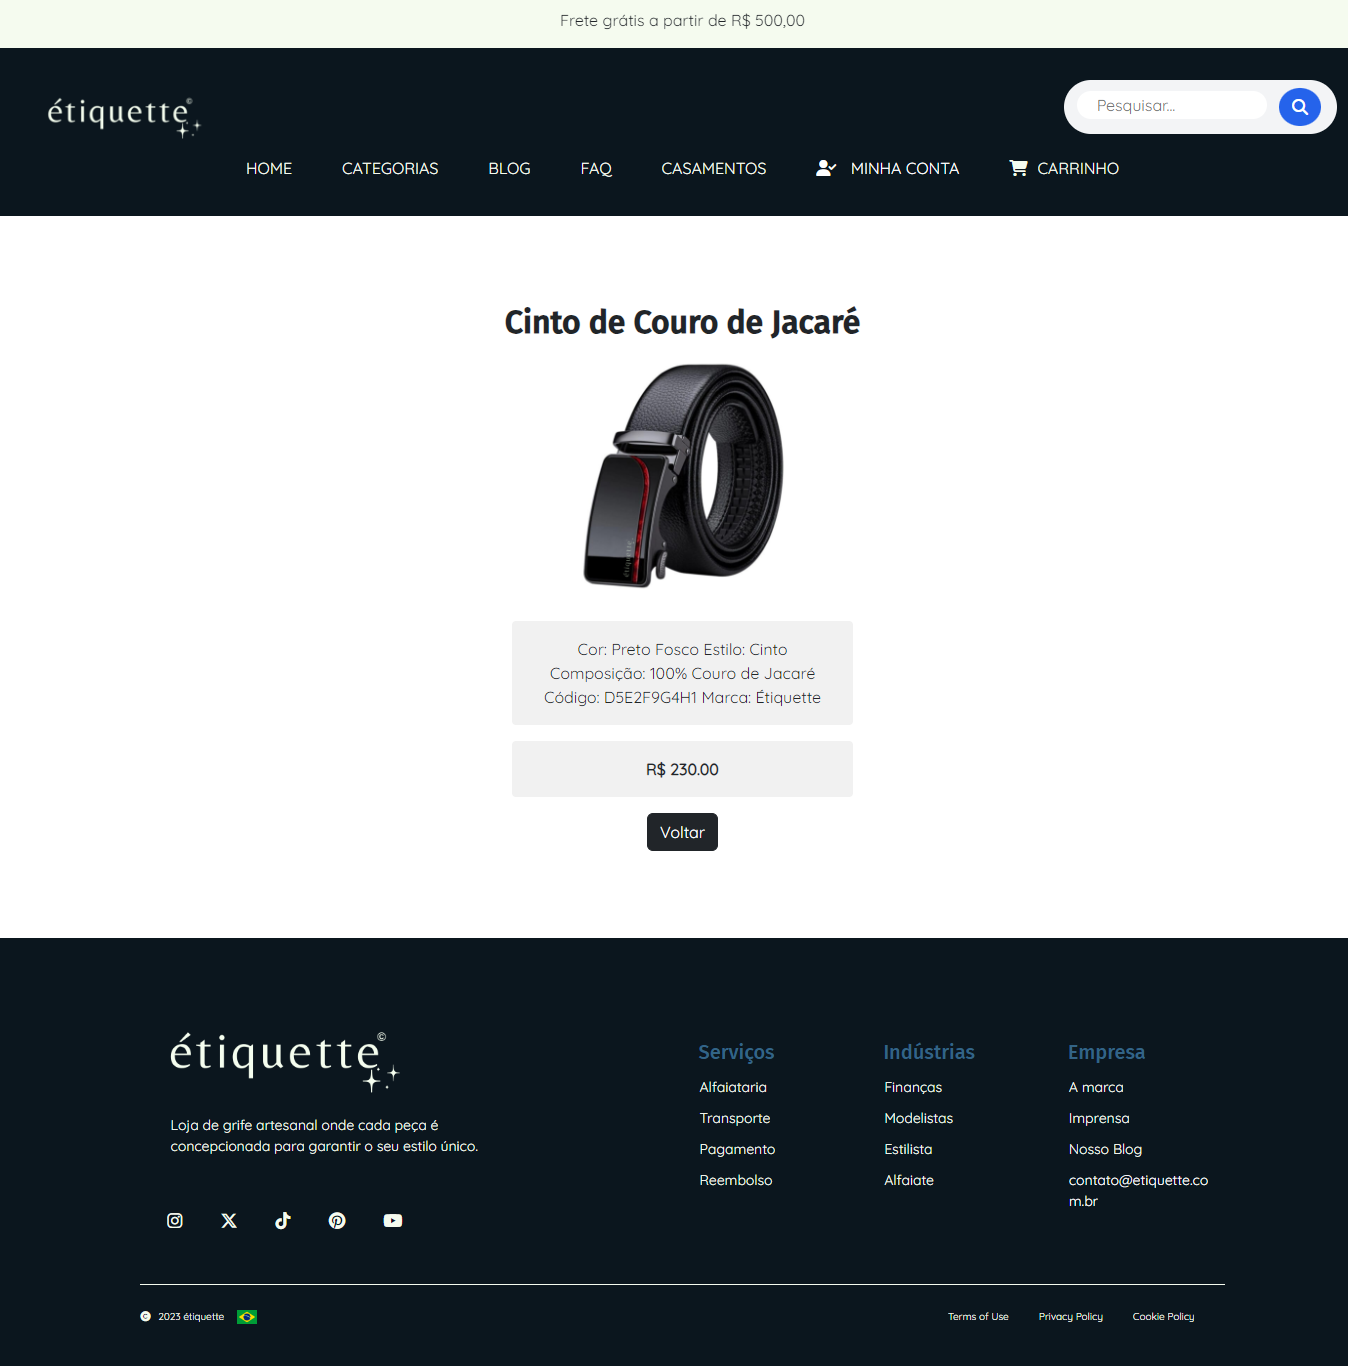 Frete grátis a partir de R$ 500,00
étiquette©
Pesquisar...
HOME CATEGORIAS BLOG FAQ CASAMENTOS MINHA CONTA CARRINHO
Cinto de Couro de Jacaré
étiquette
Cor: Preto Fosco Estilo: Cinto
Composição: 100% Couro de Jacaré
Código: D5E2F9G4H1 Marca: Étiquette
R$ 230.00
Voltar
étiquette©
Loja de grife artesanal onde cada peça é
concepcionada para garantir o seu estilo único.
Serviços
Alfaiataria
Transporte
Pagamento
Reembolso
Indústrias
Finanças
Modelistas
Estilista
Alfaiate
Empresa
A marca
Imprensa
Nosso Blog
contato@etiquette.co
m.br
© 2023 étiquette
Terms of Use Privacy Policy Cookie Policy